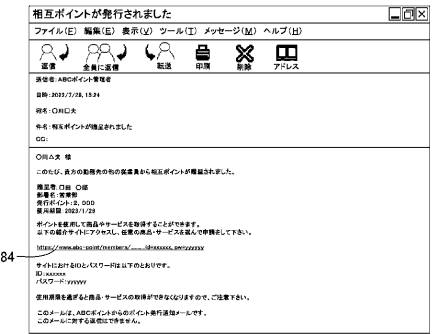 相互ポイントが発行されました
ファイル(F) 編集(E) 表示(V) ツール(T) メッセージ(M) ヘルプ(H)
返信 全員に返信 転送 印刷 削除 アドレス
送信者:ABCポイント管理者
日時:2022/7/28, 15:24
宛名:〇川口夫
件名:相互ポイントが贈呈されました
CC:
〇川△夫 様
このたび、貴方の勤務先の他の従業員から相互ポイントが贈呈されました。
贈呈者:〇田 〇郎
部署名:営業部
発行ポイント:2,000
使用期限:2023/1/28
ポイントを使用して商品やサービスを取得することができます。
以下の紹介サイトにアクセスし、任意の商品・サービスを選んで申請をして下さい。
84
https://www.abc-point/members/........id=xxxxxx, pw=yyyyyy
サイトにおけるIDとパスワードは以下のとおりです。
ID:xxxxxx
パスワード:yyyyyy
使用期限を過ぎると商品・サービスの取得ができなくなりますので、ご注意下さい。
このメールは、ABCポイントからのポイント発行通知メールです。
このメールに対する返信はできません。